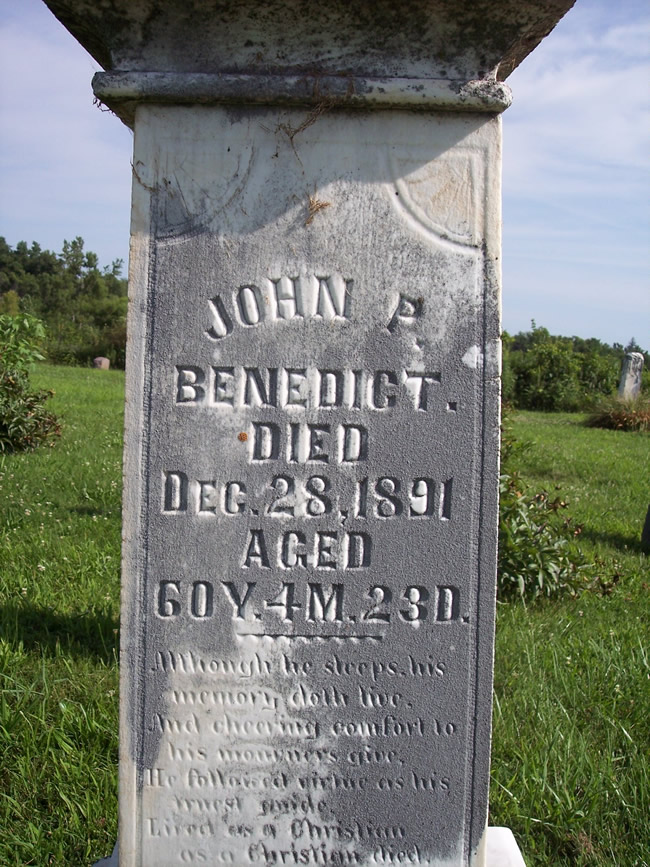 JOHN P.
BENEDICT.
DIED
DEC. 28, 1891
AGED
60Y. 4M. 23D.
Although he sleeps, his
memory doth live.
And cheering comfort to
his mourners give.
He followed virtue as his
truest guide.
Lived as a Christian
as a Christian died